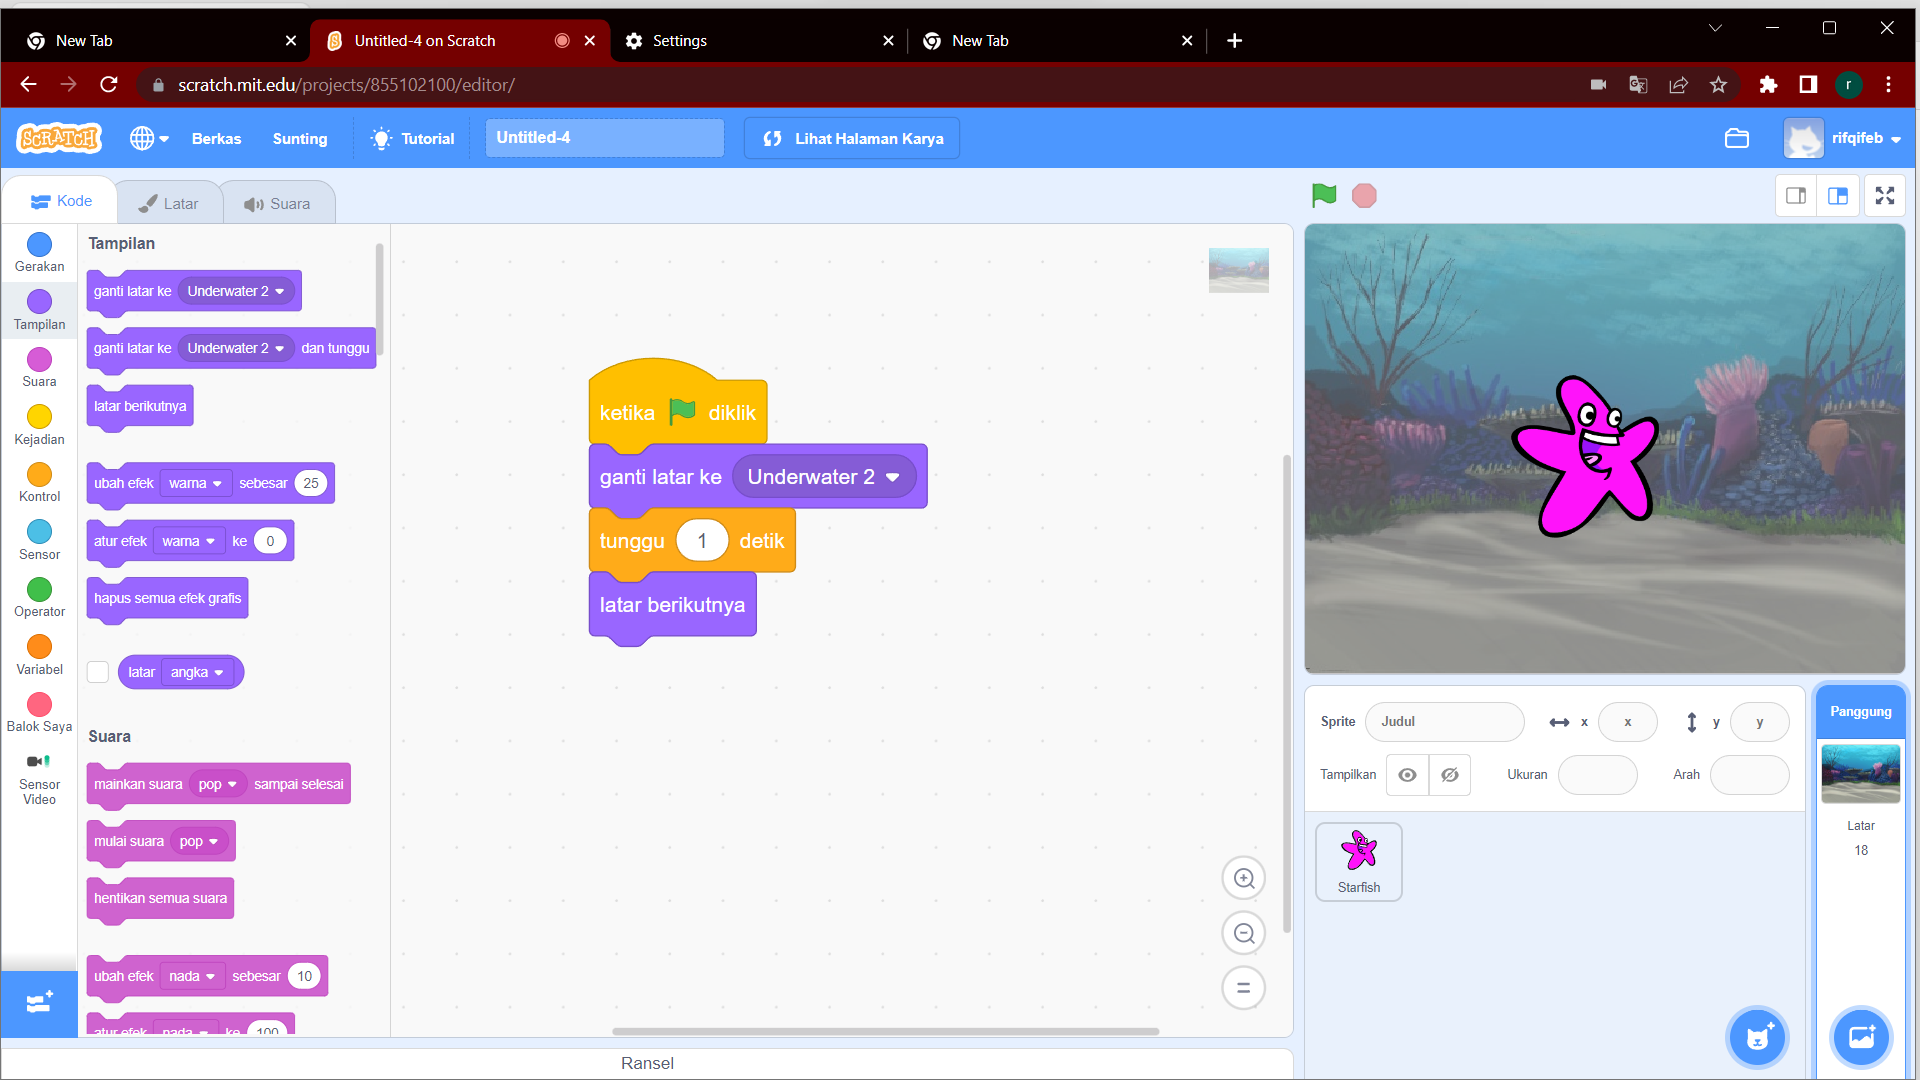 New Tab
Untitled-4 on Scratch
Settings
New Tab
scratch.mit.edu/projects/855102100/editor/
r
SCRATCH
Berkas
Sunting
Tutorial
Untitled-4
Lihat Halaman Karya
rifqifeb
Kode
Latar
Suara
Gerakan
Tampilan
Suara
Kejadian
Kontrol
Sensor
Operator
Variabel
Balok Saya
Sensor
Video
Tampilan
ganti latar ke Underwater 2
ganti latar ke Underwater 2 dan tunggu
latar berikutnya
ubah efek warna sebesar 25
atur efek warna ke 0
hapus semua efek grafis
latar angka
Suara
mainkan suara pop sampai selesai
mulai suara pop
hentikan semua suara
ubah efek nada sebesar 10
atur efek nada ke 100
ketika diklik
ganti latar ke Underwater 2
tunggu 1 detik
latar berikutnya
Ransel
Sprite Judul x x y y
Tampilkan Ukuran Arah
Starfish
Panggung
Latar
18